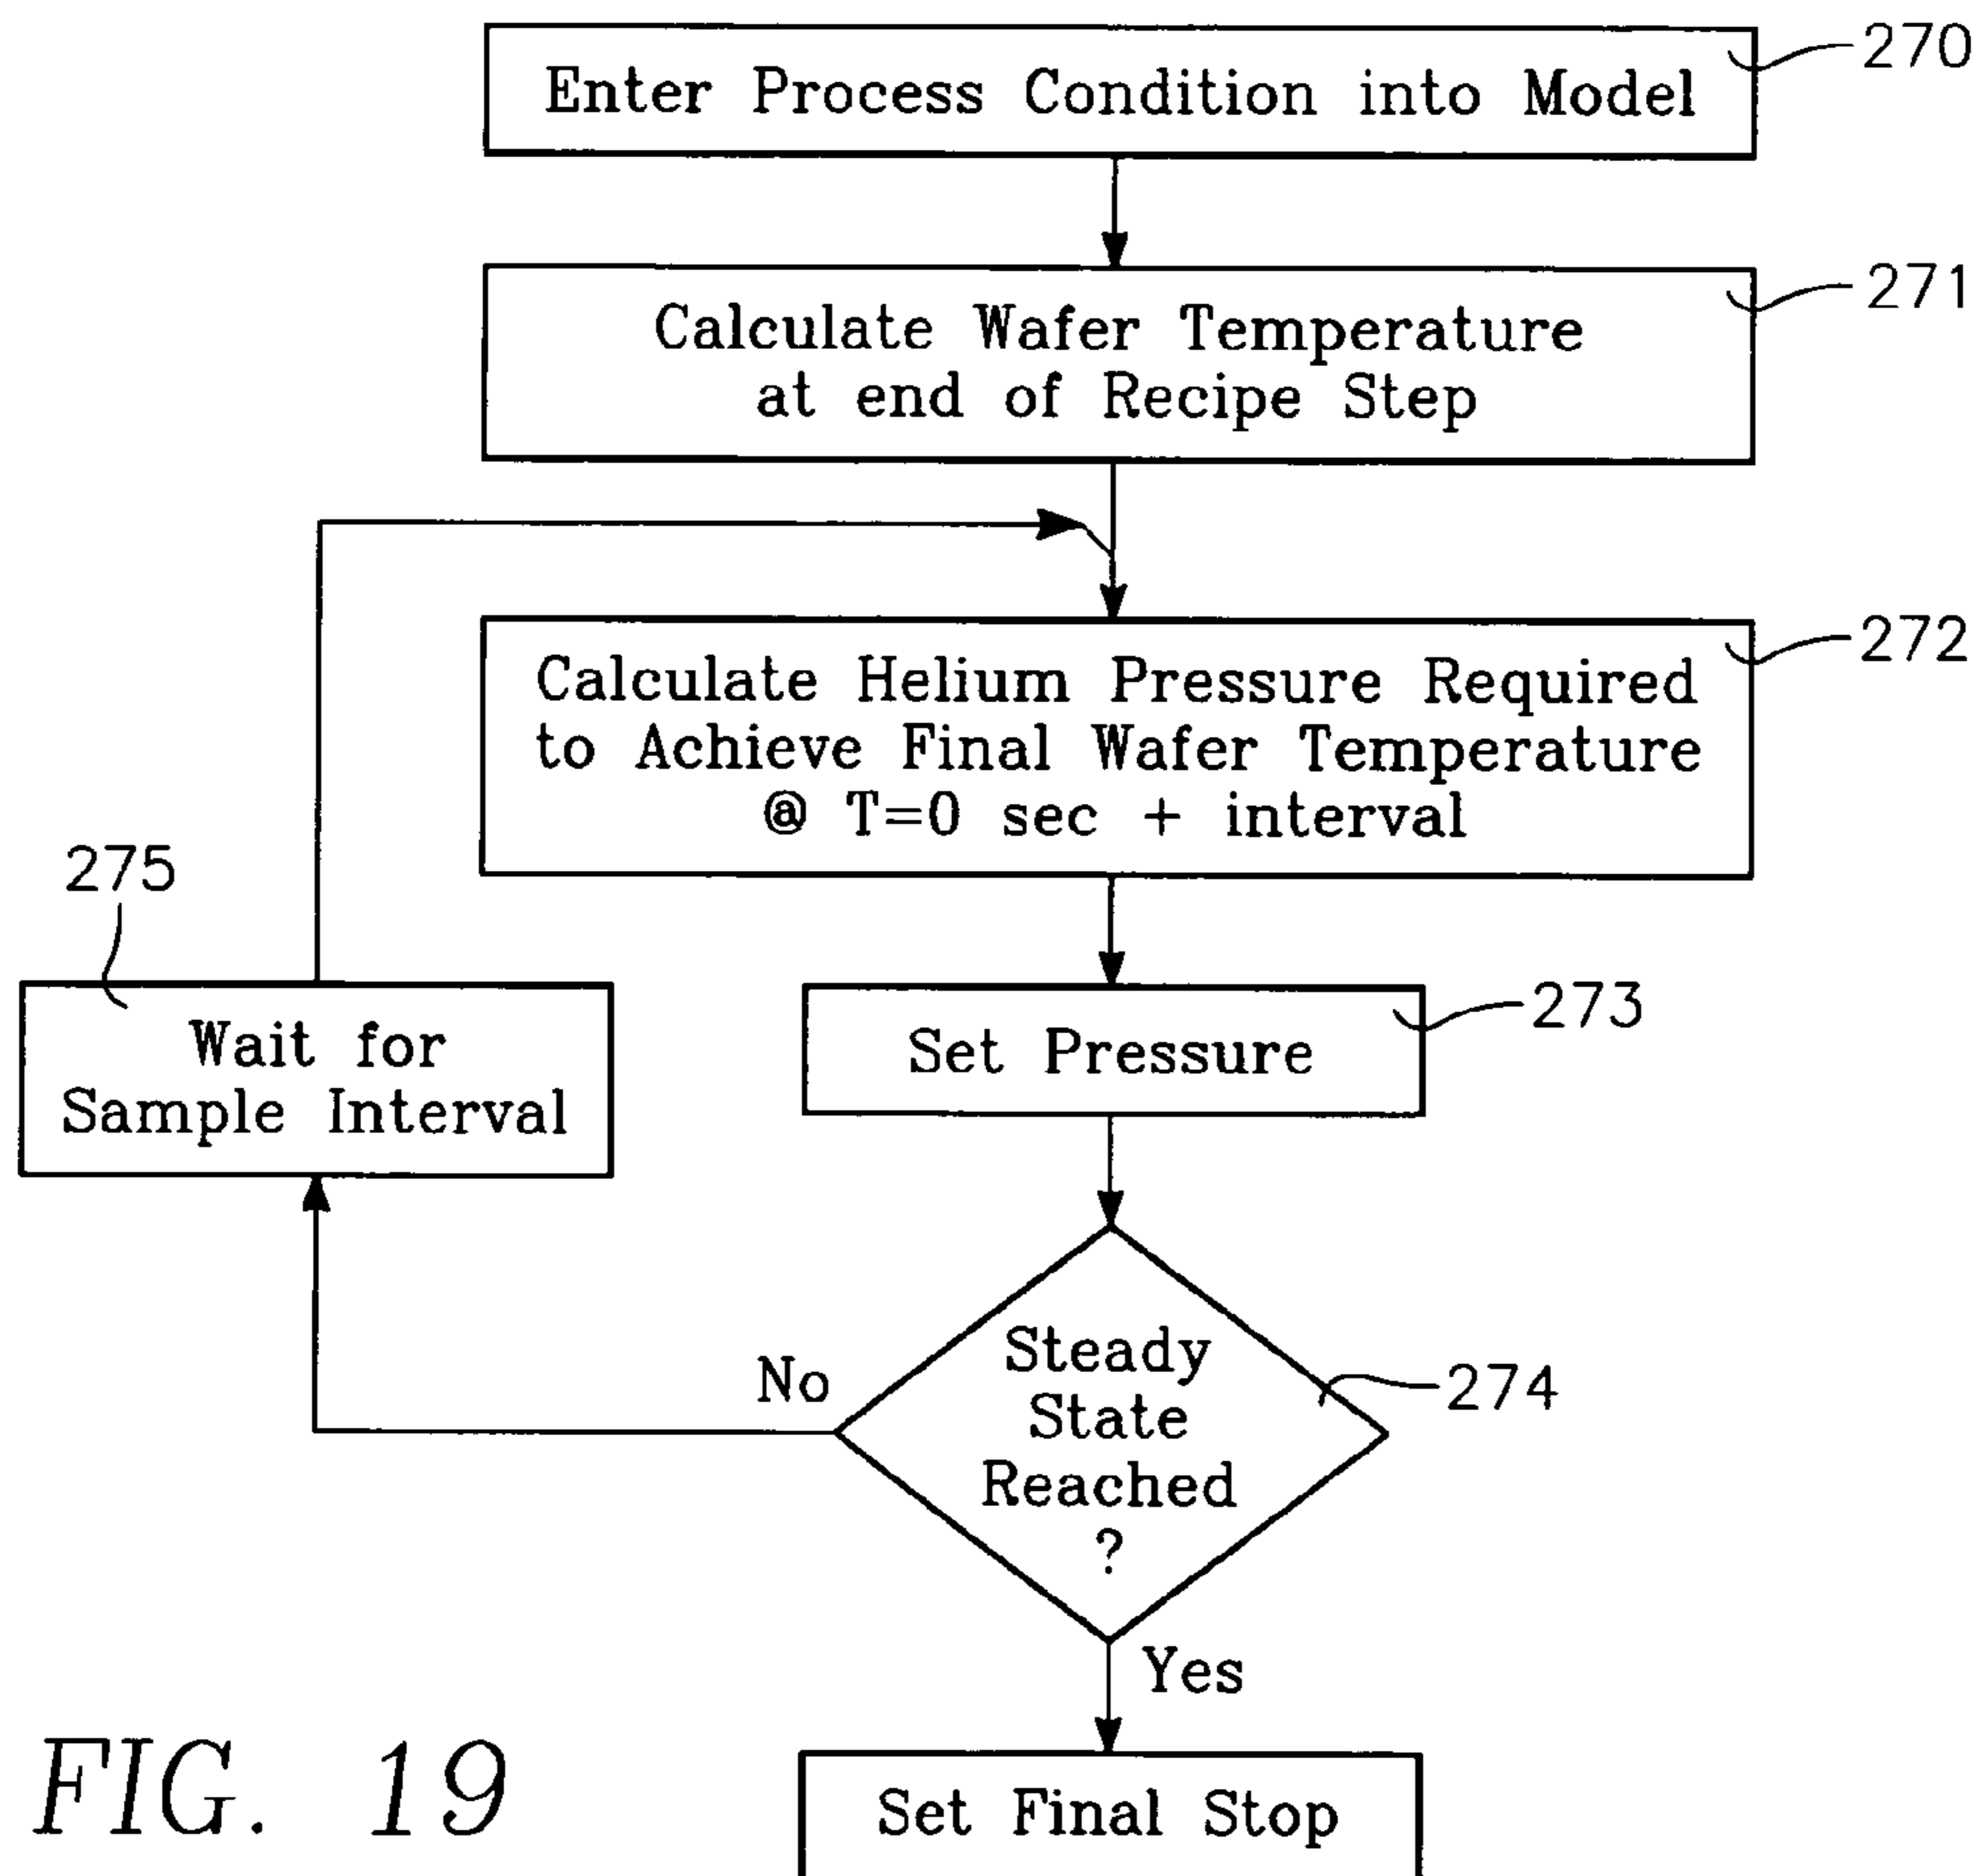 Enter Process Condition into Model
270
Calculate Wafer Temperature
at end of Recipe Step
271
Calculate Helium Pressure Required
to Achieve Final Wafer Temperature
@ T=0 sec + interval
272
275
Wait for
Sample Interval
Set Pressure
273
Steady
State
Reached
?
274
No
Yes
Set Final Stop
FIG. 19